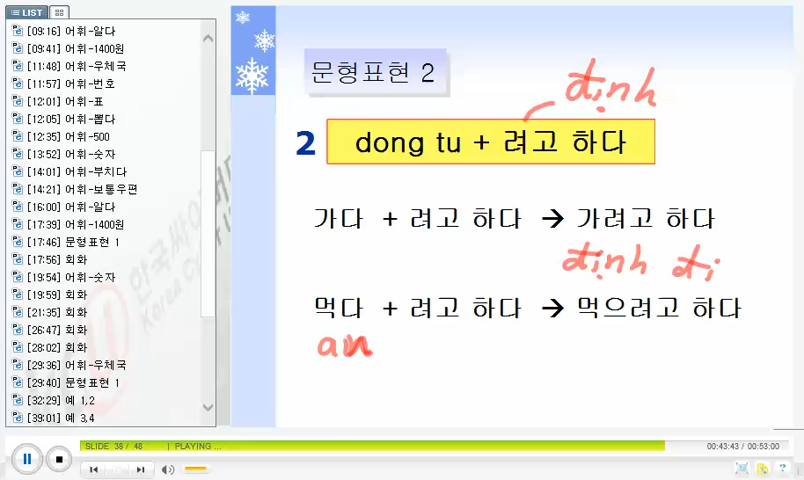 LIST
[09:16] 어휘-알다
[09:41] 어휘-1400원
[11:48] 어휘-우체국
[11:57] 어휘-번호
[12:01] 어휘-표
[12:05] 어휘-뽑다
[12:35] 어휘-500
[13:52] 어휘-숫자
[14:01] 어휘-부치다
[14:21] 어휘-보통우편
[16:00] 어휘-알다
[17:39] 어휘-1400원
[17:46] 문형표현 1
[17:56] 회화
[19:54] 어휘-숫자
[19:59] 회화
[21:35] 회화
[26:47] 회화
[28:02] 회화
[29:36] 어휘-우체국
[29:40] 문형표현 1
[32:29] 예 1,2
[39:01] 예 3,4
문형표현 2
định
2 dong tu + 려고 하다
가다 + 려고 하다 → 가려고 하다
định đi
먹다 + 려고 하다 → 먹으려고 하다
an
SLIDE 38 / 48 | PLAYING ...
00:43:43 / 00:53:00